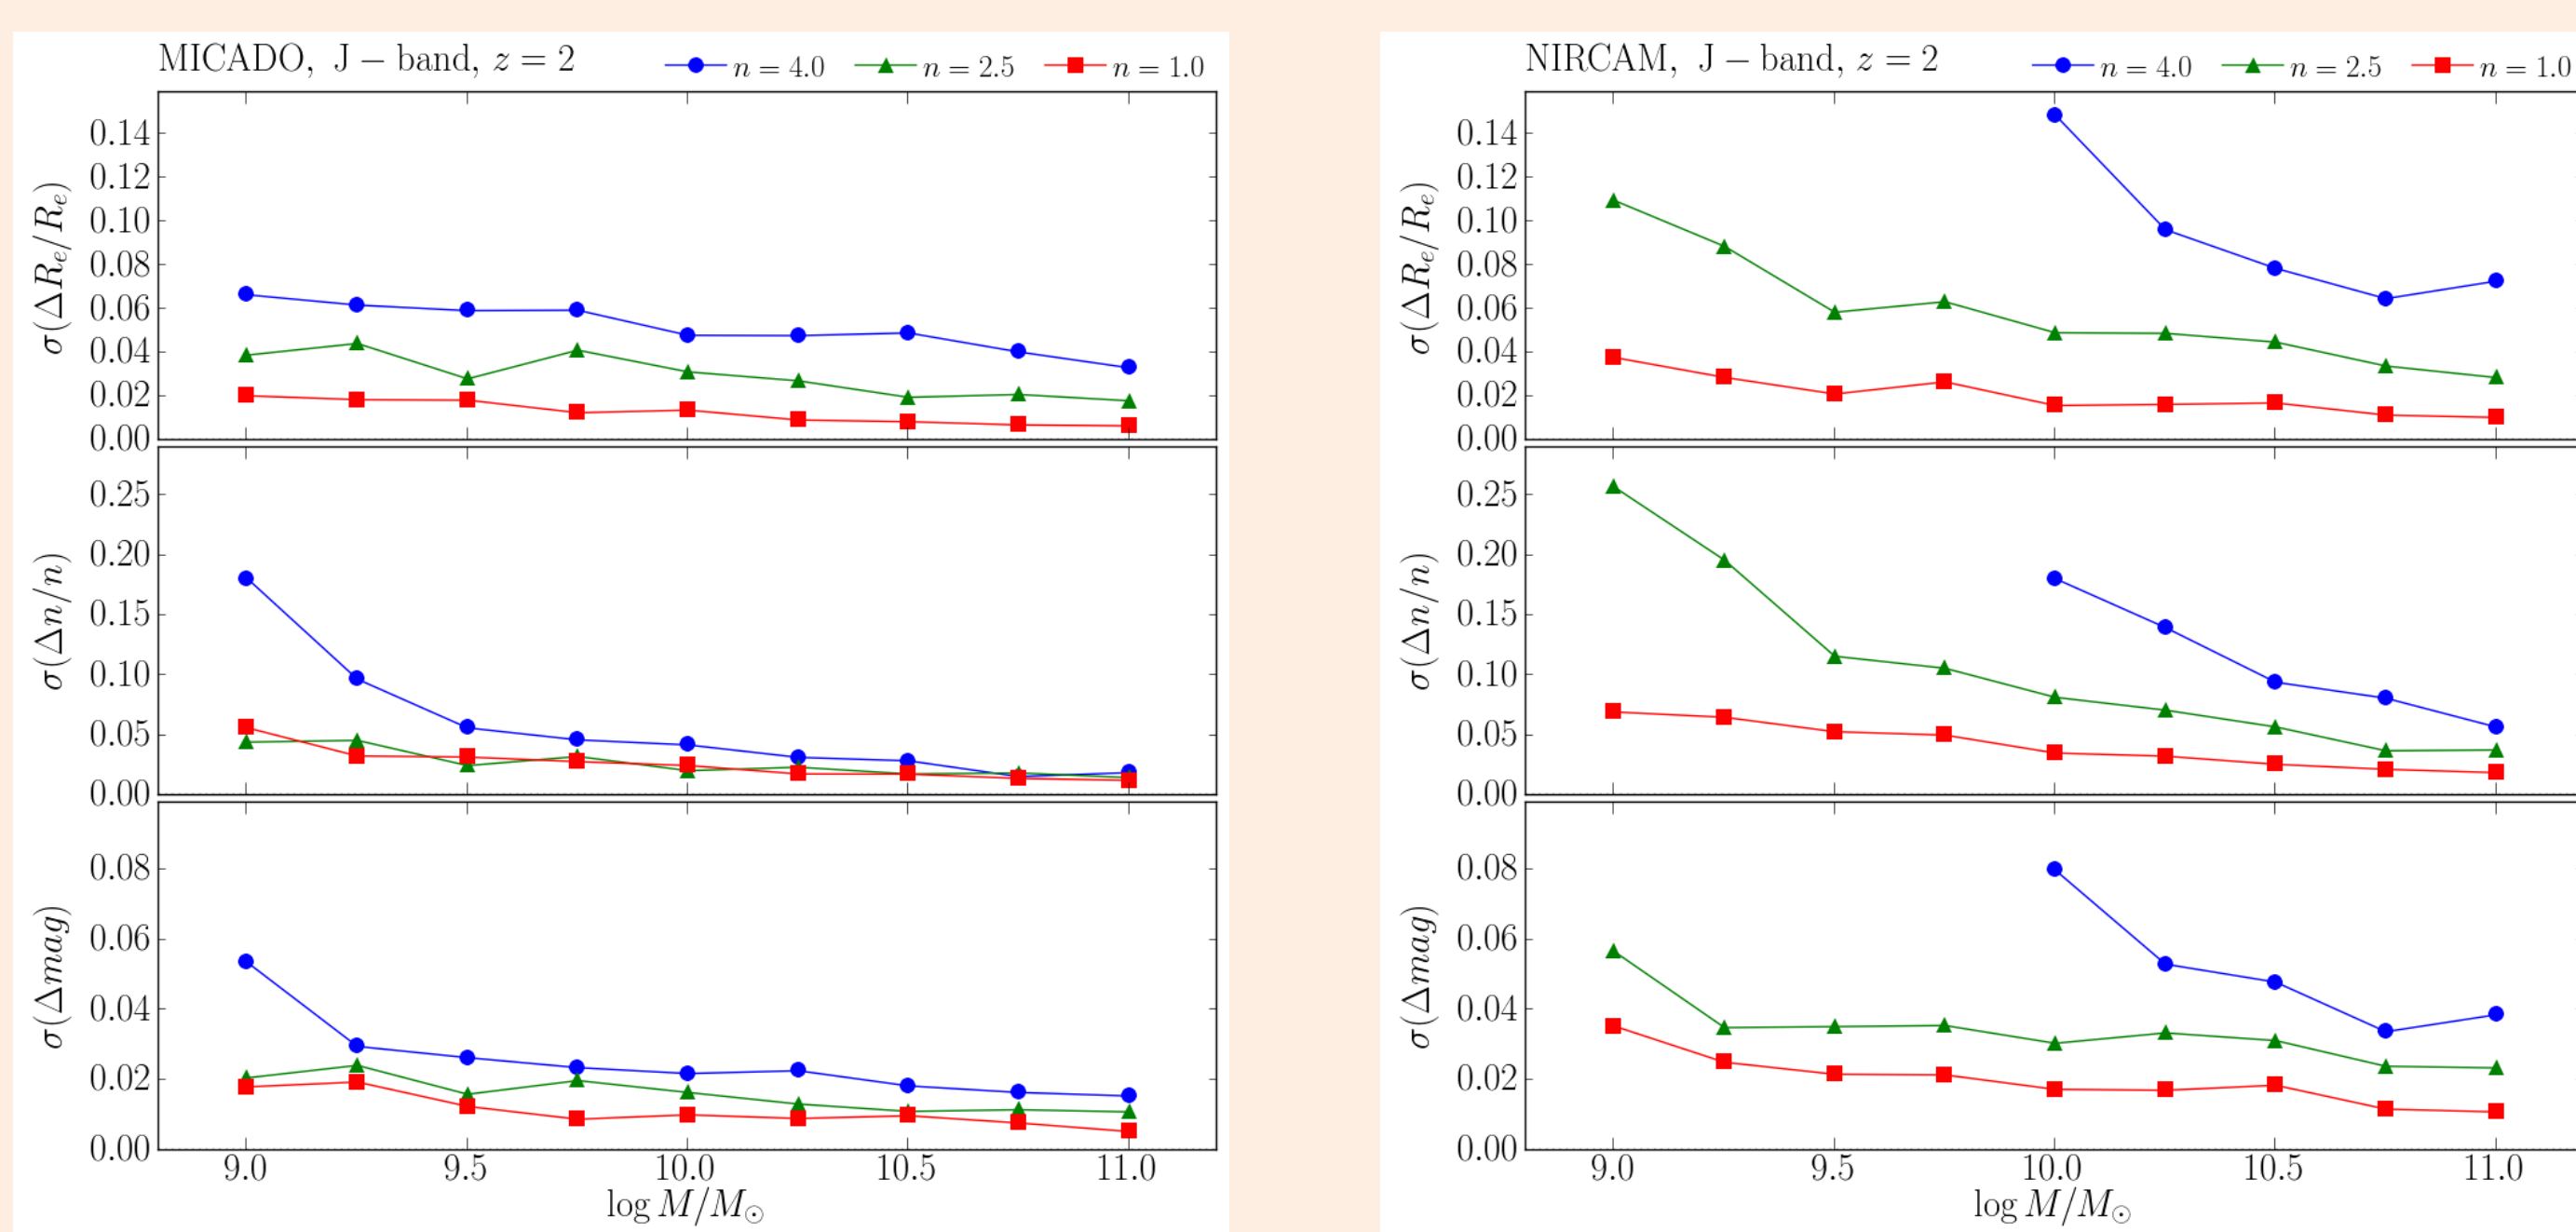 MICADO, J − band, z = 2
n = 4.0
n = 2.5
n = 1.0
0.14
0.12
0.10
0.08
0.06
0.04
0.02
0.00
σ(ΔRₑ/Rₑ)
0.25
0.20
0.15
0.10
0.05
0.00
σ(Δn/n)
0.08
0.06
0.04
0.02
0.00
σ(Δmag)
9.0 9.5 10.0 10.5 11.0
log M/M⊙
NIRCAM, J − band, z = 2
n = 4.0
n = 2.5
n = 1.0
0.14
0.12
0.10
0.08
0.06
0.04
0.02
0.00
σ(ΔRₑ/Rₑ)
0.25
0.20
0.15
0.10
0.05
0.00
σ(Δn/n)
0.08
0.06
0.04
0.02
0.00
σ(Δmag)
9.0 9.5 10.0 10.5 11.0
log M/M⊙